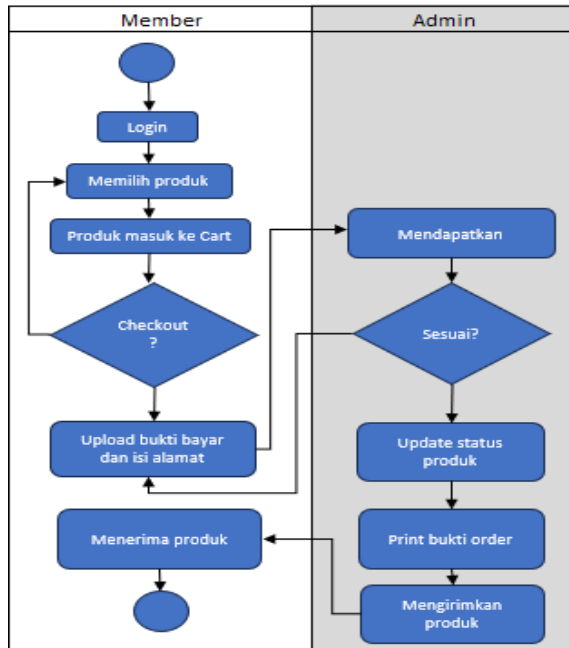 Member
Admin
Login
Memilih produk
Produk masuk ke Cart
Mendapatkan
Checkout
?
Sesuai?
Upload bukti bayar
dan isi alamat
Update status
produk
Menerima produk
Print bukti order
Mengirimkan
produk